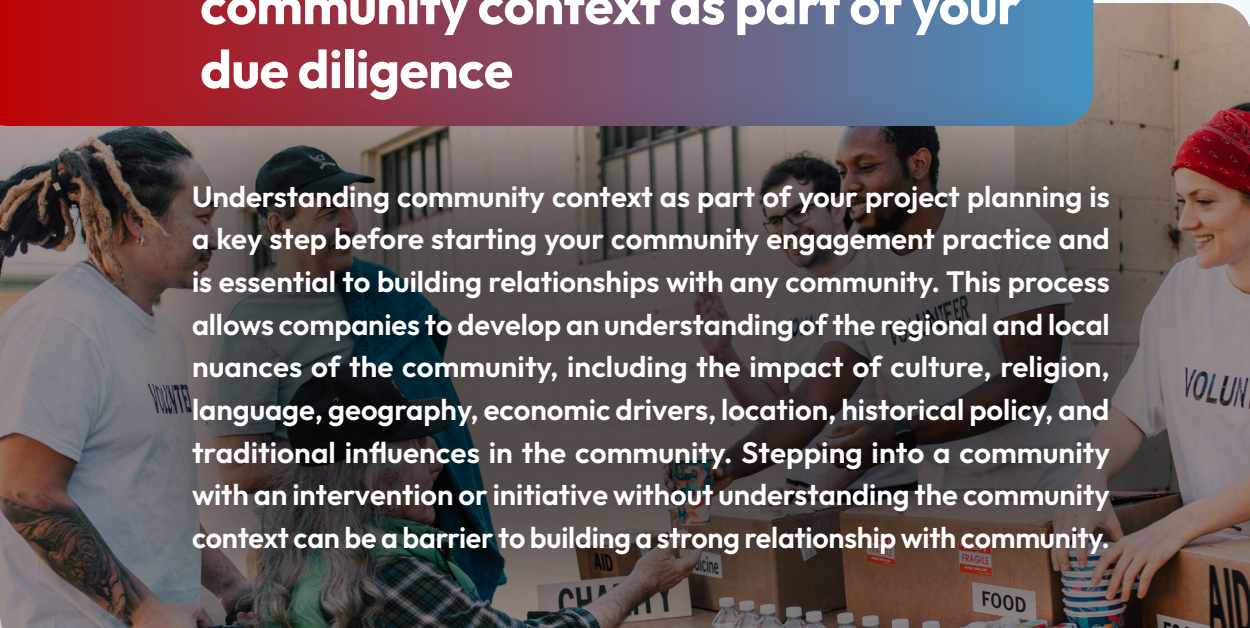 community context as part of your
due diligence
Understanding community context as part of your project planning is
a key step before starting your community engagement practice and
is essential to building relationships with any community. This process
allows companies to develop an understanding of the regional and local
nuances of the community, including the impact of culture, religion,
language, geography, economic drivers, location, historical policy, and
traditional influences in the community. Stepping into a community
with an intervention or initiative without understanding the community
context can be a barrier to building a strong relationship with community.
VOLUNTEER
AID
FRAGILE
FOOD
AID